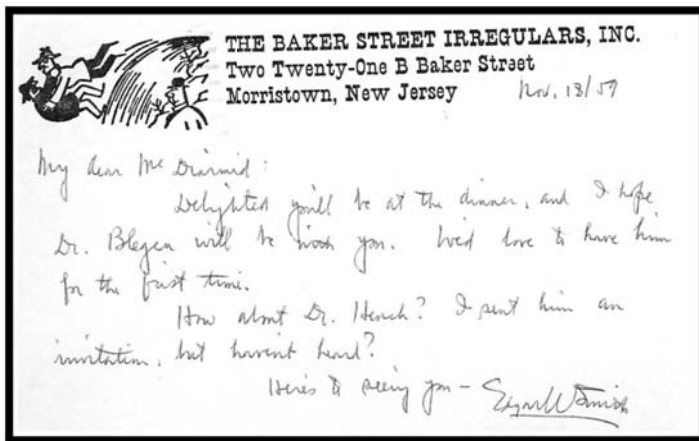 THE BAKER STREET IRREGULARS, INC.
Two Twenty-One B Baker Street
Morristown, New Jersey
Nov. 13/59
My dear McDiarmid:
Delighted you'll be at the dinner, and I hope
Dr. Blegen will be with you. We'd love to have him
for the first time.
How about Dr. Hench? I sent him an
invitation, but haven't heard?
Here's to seeing you – Edgar W. Smith